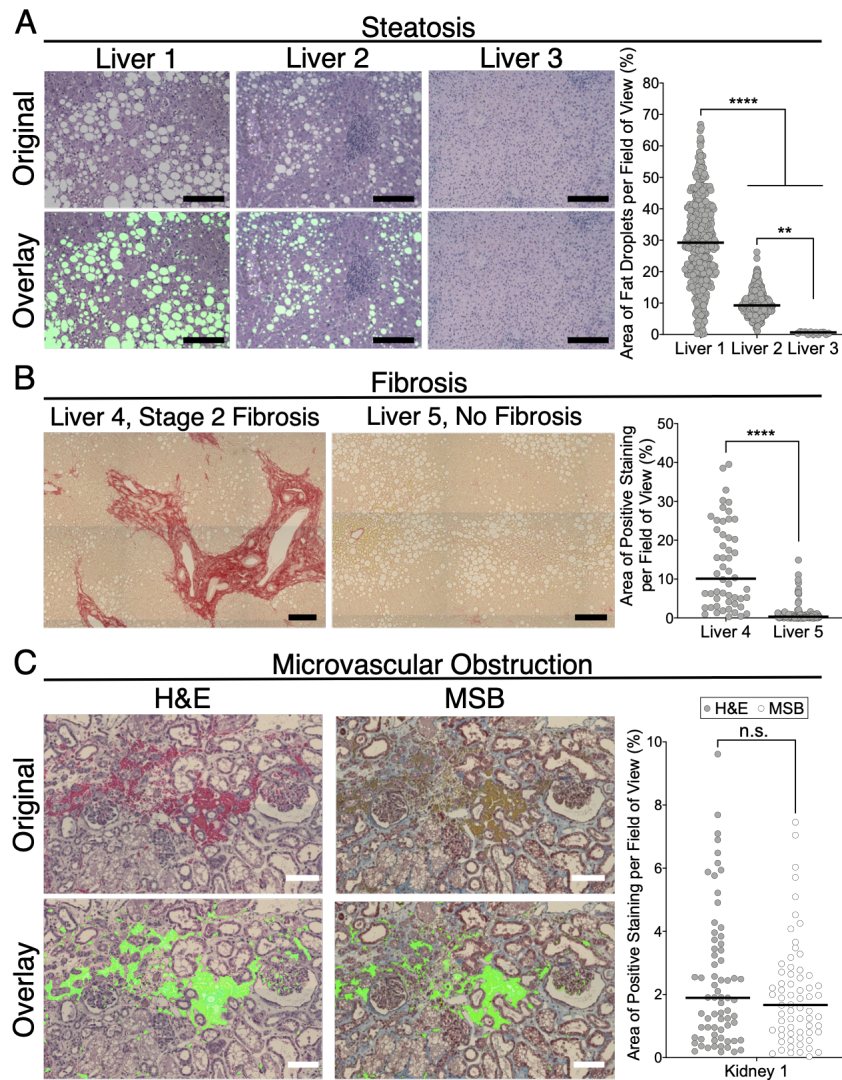 A
Steatosis
Liver 1
Liver 2
Liver 3
Original
Overlay
Area of Fat Droplets per Field of View (%)
80
70
60
50
40
30
20
10
0
****
**
Liver 1
Liver 2
Liver 3
B
Fibrosis
Liver 4, Stage 2 Fibrosis
Liver 5, No Fibrosis
Area of Positive Staining
per Field of View (%)
50
40
30
20
10
0
****
Liver 4
Liver 5
C
Microvascular Obstruction
H&E
MSB
Original
Overlay
H&E
MSB
n.s.
Area of Positive Staining per Field of View (%)
10
8
6
4
2
0
Kidney 1